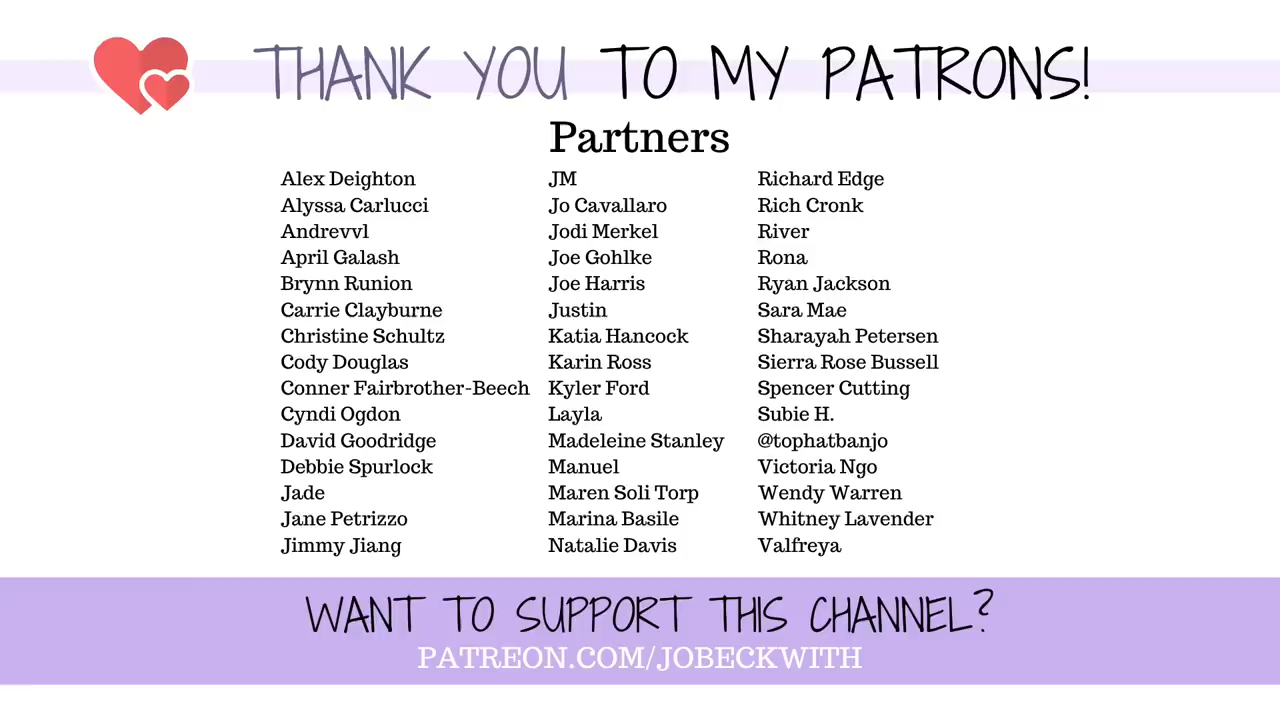 THANK YOU TO MY PATRONS!
Partners
Alex Deighton
Alyssa Carlucci
Andrevvl
April Galash
Brynn Runion
Carrie Clayburne
Christine Schultz
Cody Douglas
Conner Fairbrother-Beech
Cyndi Ogdon
David Goodridge
Debbie Spurlock
Jade
Jane Petrizzo
Jimmy Jiang
JM
Jo Cavallaro
Jodi Merkel
Joe Gohlke
Joe Harris
Justin
Katia Hancock
Karin Ross
Kyler Ford
Layla
Madeleine Stanley
Manuel
Maren Soli Torp
Marina Basile
Natalie Davis
Richard Edge
Rich Cronk
River
Rona
Ryan Jackson
Sara Mae
Sharayah Petersen
Sierra Rose Bussell
Spencer Cutting
Subie H.
@tophatbanjo
Victoria Ngo
Wendy Warren
Whitney Lavender
Valfreya
WANT TO SUPPORT THIS CHANNEL?
PATREON.COM/JOBECKWITH